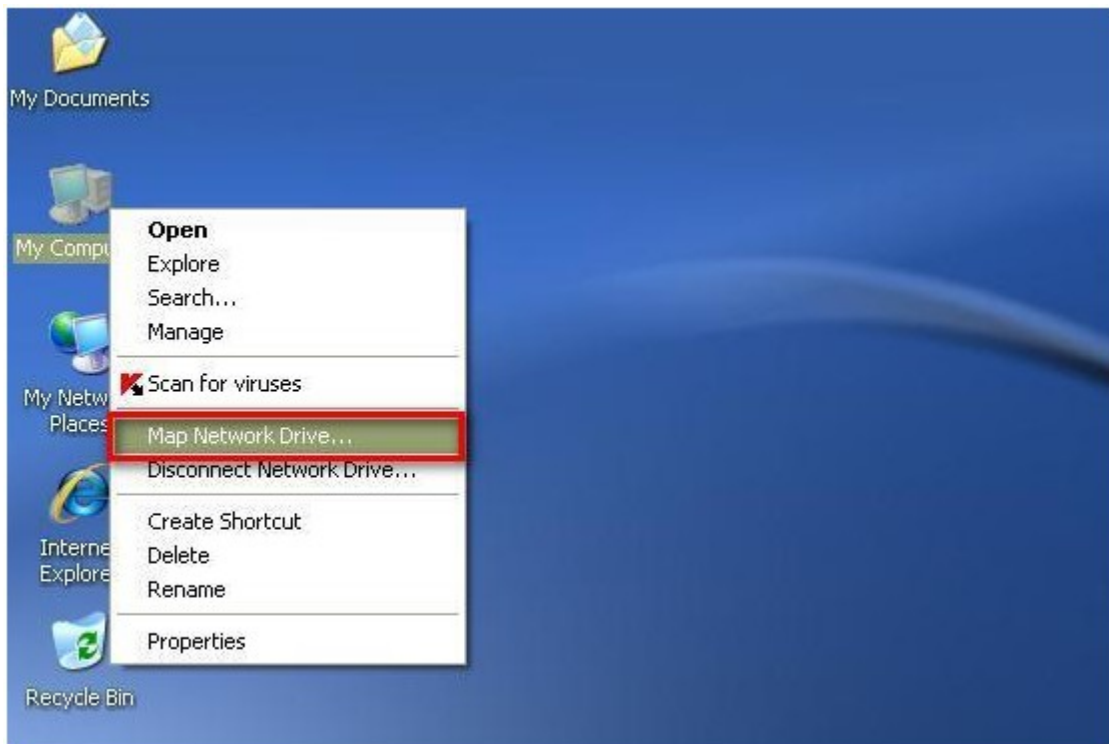 My Documents
My Compu
My Netw
Places
Interne
Explore
Recycle Bin
Open
Explore
Search...
Manage
Scan for viruses
Map Network Drive...
Disconnect Network Drive...
Create Shortcut
Delete
Rename
Properties